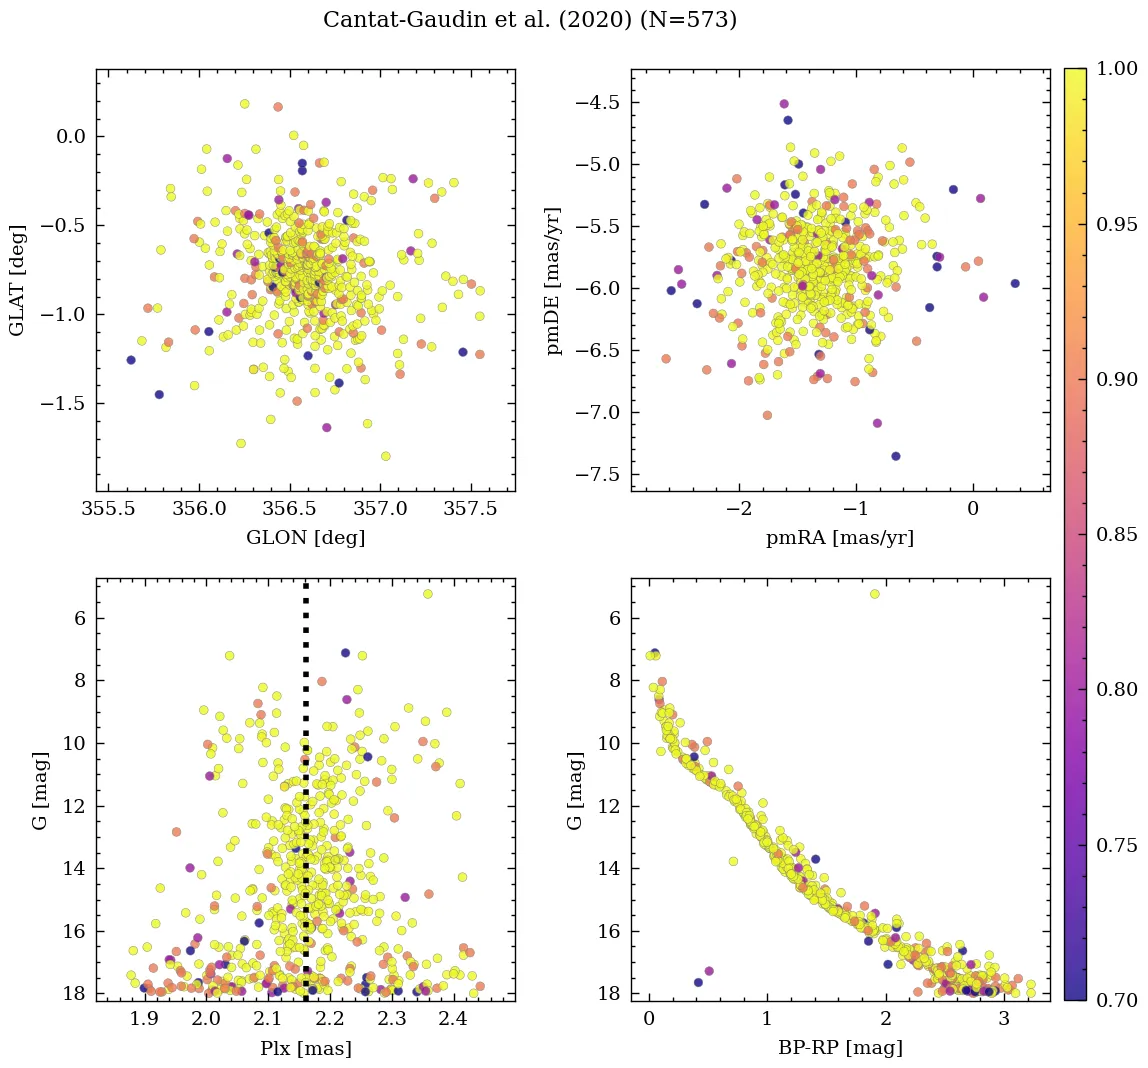 Cantat-Gaudin et al. (2020) (N=573)
0.0
−0.5
−1.0
−1.5
GLAT [deg]
355.5 356.0 356.5 357.0 357.5
GLON [deg]
−4.5
−5.0
−5.5
−6.0
−6.5
−7.0
−7.5
pmDE [mas/yr]
−2 −1 0
pmRA [mas/yr]
6
8
10
12
14
16
18
G [mag]
1.9 2.0 2.1 2.2 2.3 2.4
Plx [mas]
6
8
10
12
14
16
18
G [mag]
0 1 2 3
BP-RP [mag]
1.00
0.95
0.90
0.85
0.80
0.75
0.70